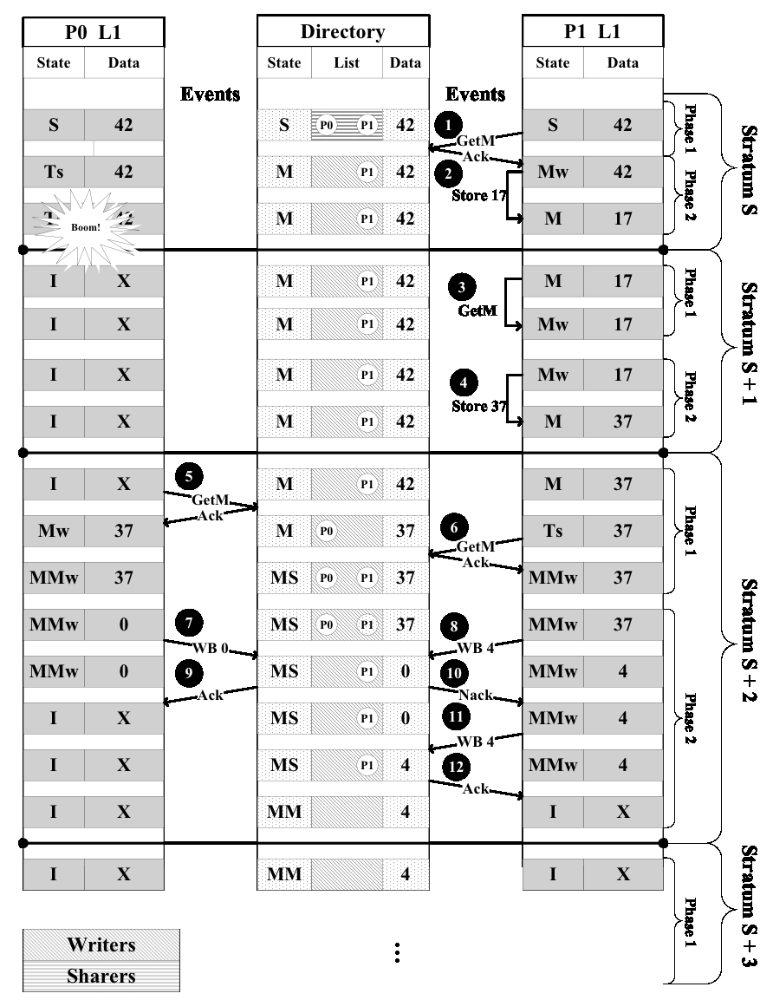 P0 L1 Directory P1 L1
State Data State List Data State Data
Events Events
S 42 S P0 P1 42 1 S 42
GetM
Ack
Ts 42 M P1 42 2 Mw 42
Store 17
Boom! M P1 42 M 17
Phase 1
Phase 2
Stratum S
I X M P1 42 3 M 17
GetM
I X M P1 42 Mw 17
I X M P1 42 4 Mw 17
Store 37
I X M P1 42 M 37
Phase 1
Phase 2
Stratum S + 1
I X 5 M P1 42 M 37
GetM
Ack
Mw 37 M P0 37 6 Ts 37
GetM
Ack
MMw 37 MS P0 P1 37 MMw 37
MMw 0 7 MS P0 P1 37 8 MMw 37
WB 0 WB 4
MMw 0 9 MS P1 0 10 MMw 4
Ack Nack
I X MS P1 0 11 MMw 4
WB 4
I X MS P1 4 12 MMw 4
Ack
I X MM 4 I X
Phase 1
Phase 2
Stratum S + 2
I X MM 4 I X
Phase 1
Stratum S + 3
Writers
Sharers